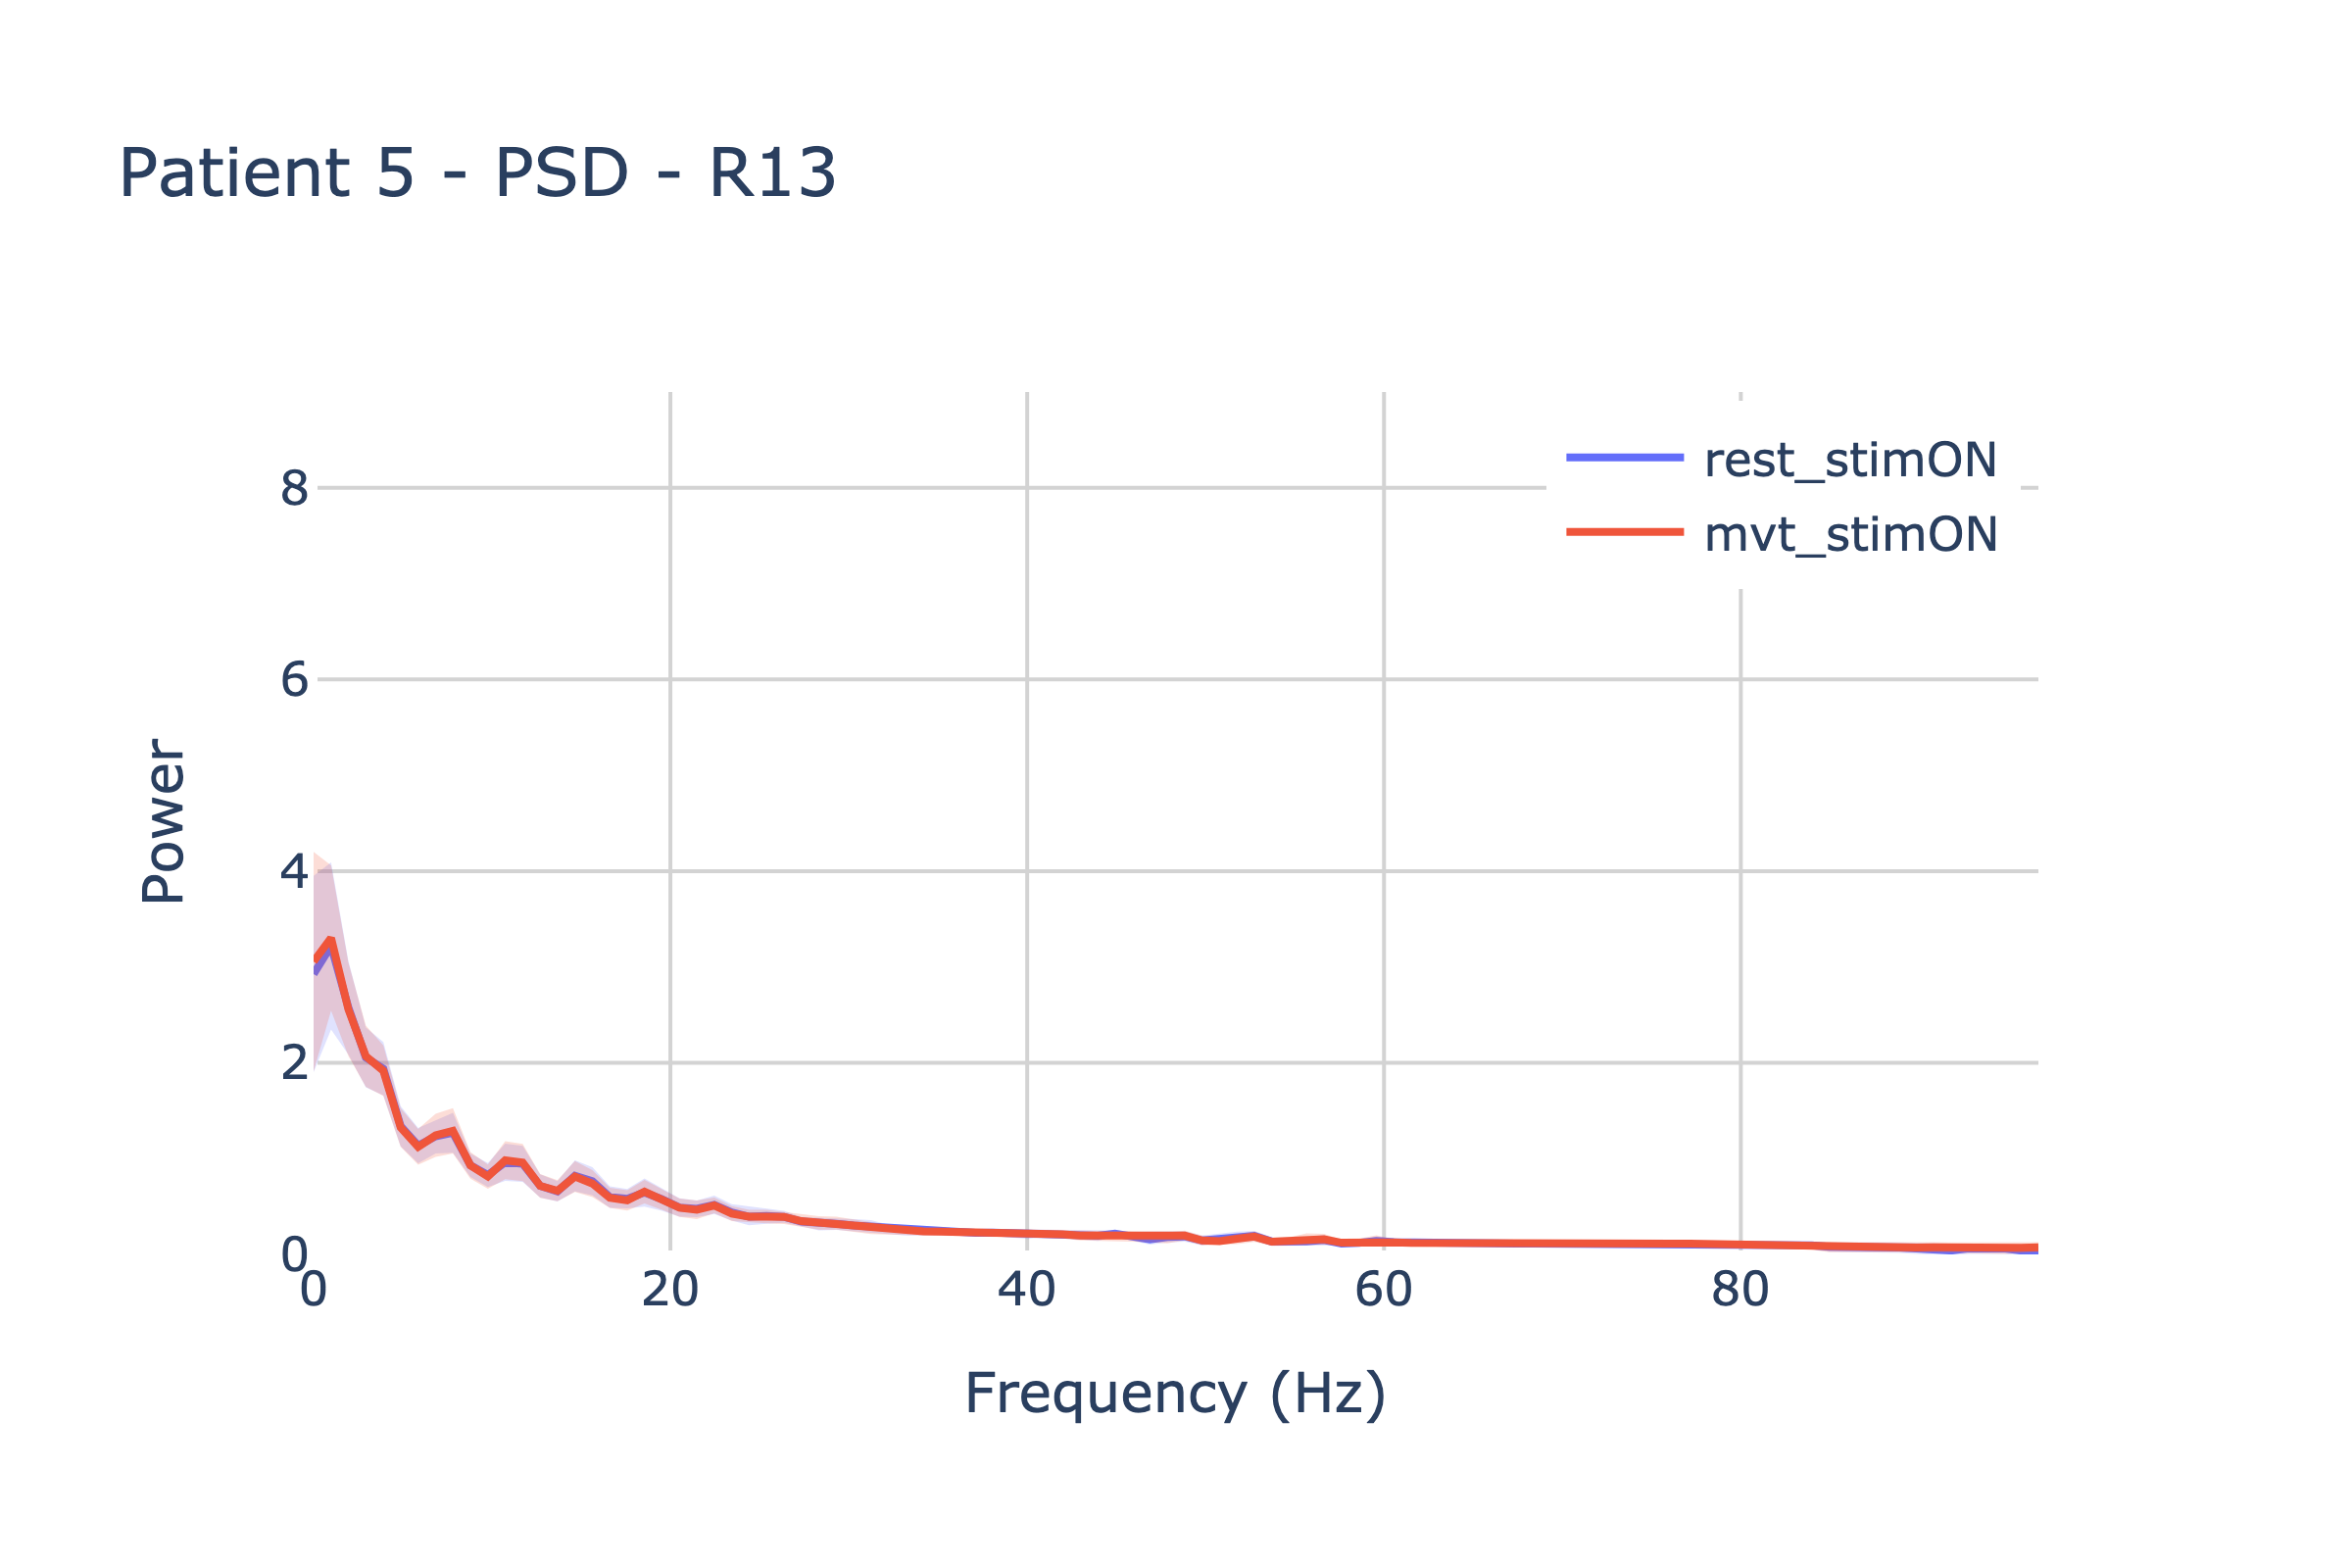 Patient 5 - PSD - R13
rest_stimON
mvt_stimON
8
6
4
2
0
Power
0 20 40 60 80
Frequency (Hz)